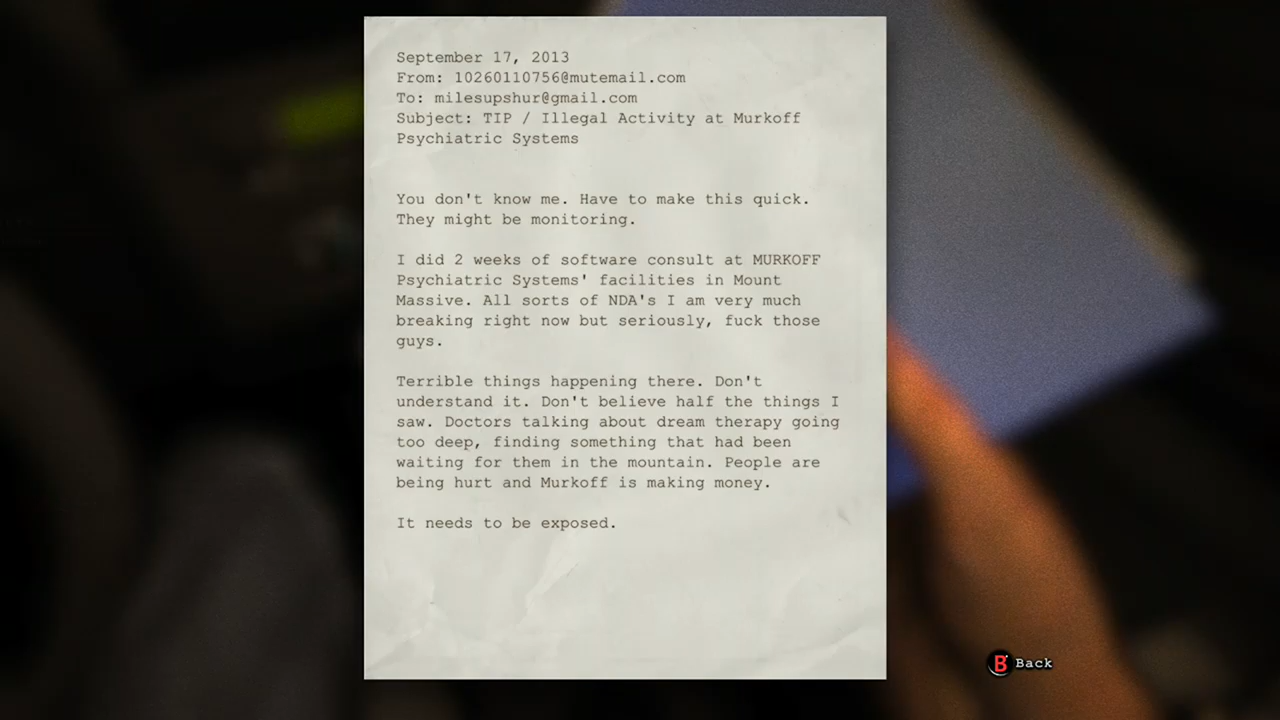 September 17, 2013
From: 10260110756@mutemail.com
To: milesupshur@gmail.com
Subject: TIP / Illegal Activity at Murkoff
Psychiatric Systems
You don't know me. Have to make this quick.
They might be monitoring.
I did 2 weeks of software consult at MURKOFF
Psychiatric Systems' facilities in Mount
Massive. All sorts of NDA's I am very much
breaking right now but seriously, fuck those
guys.
Terrible things happening there. Don't
understand it. Don't believe half the things I
saw. Doctors talking about dream therapy going
too deep, finding something that had been
waiting for them in the mountain. People are
being hurt and Murkoff is making money.
It needs to be exposed.
B Back